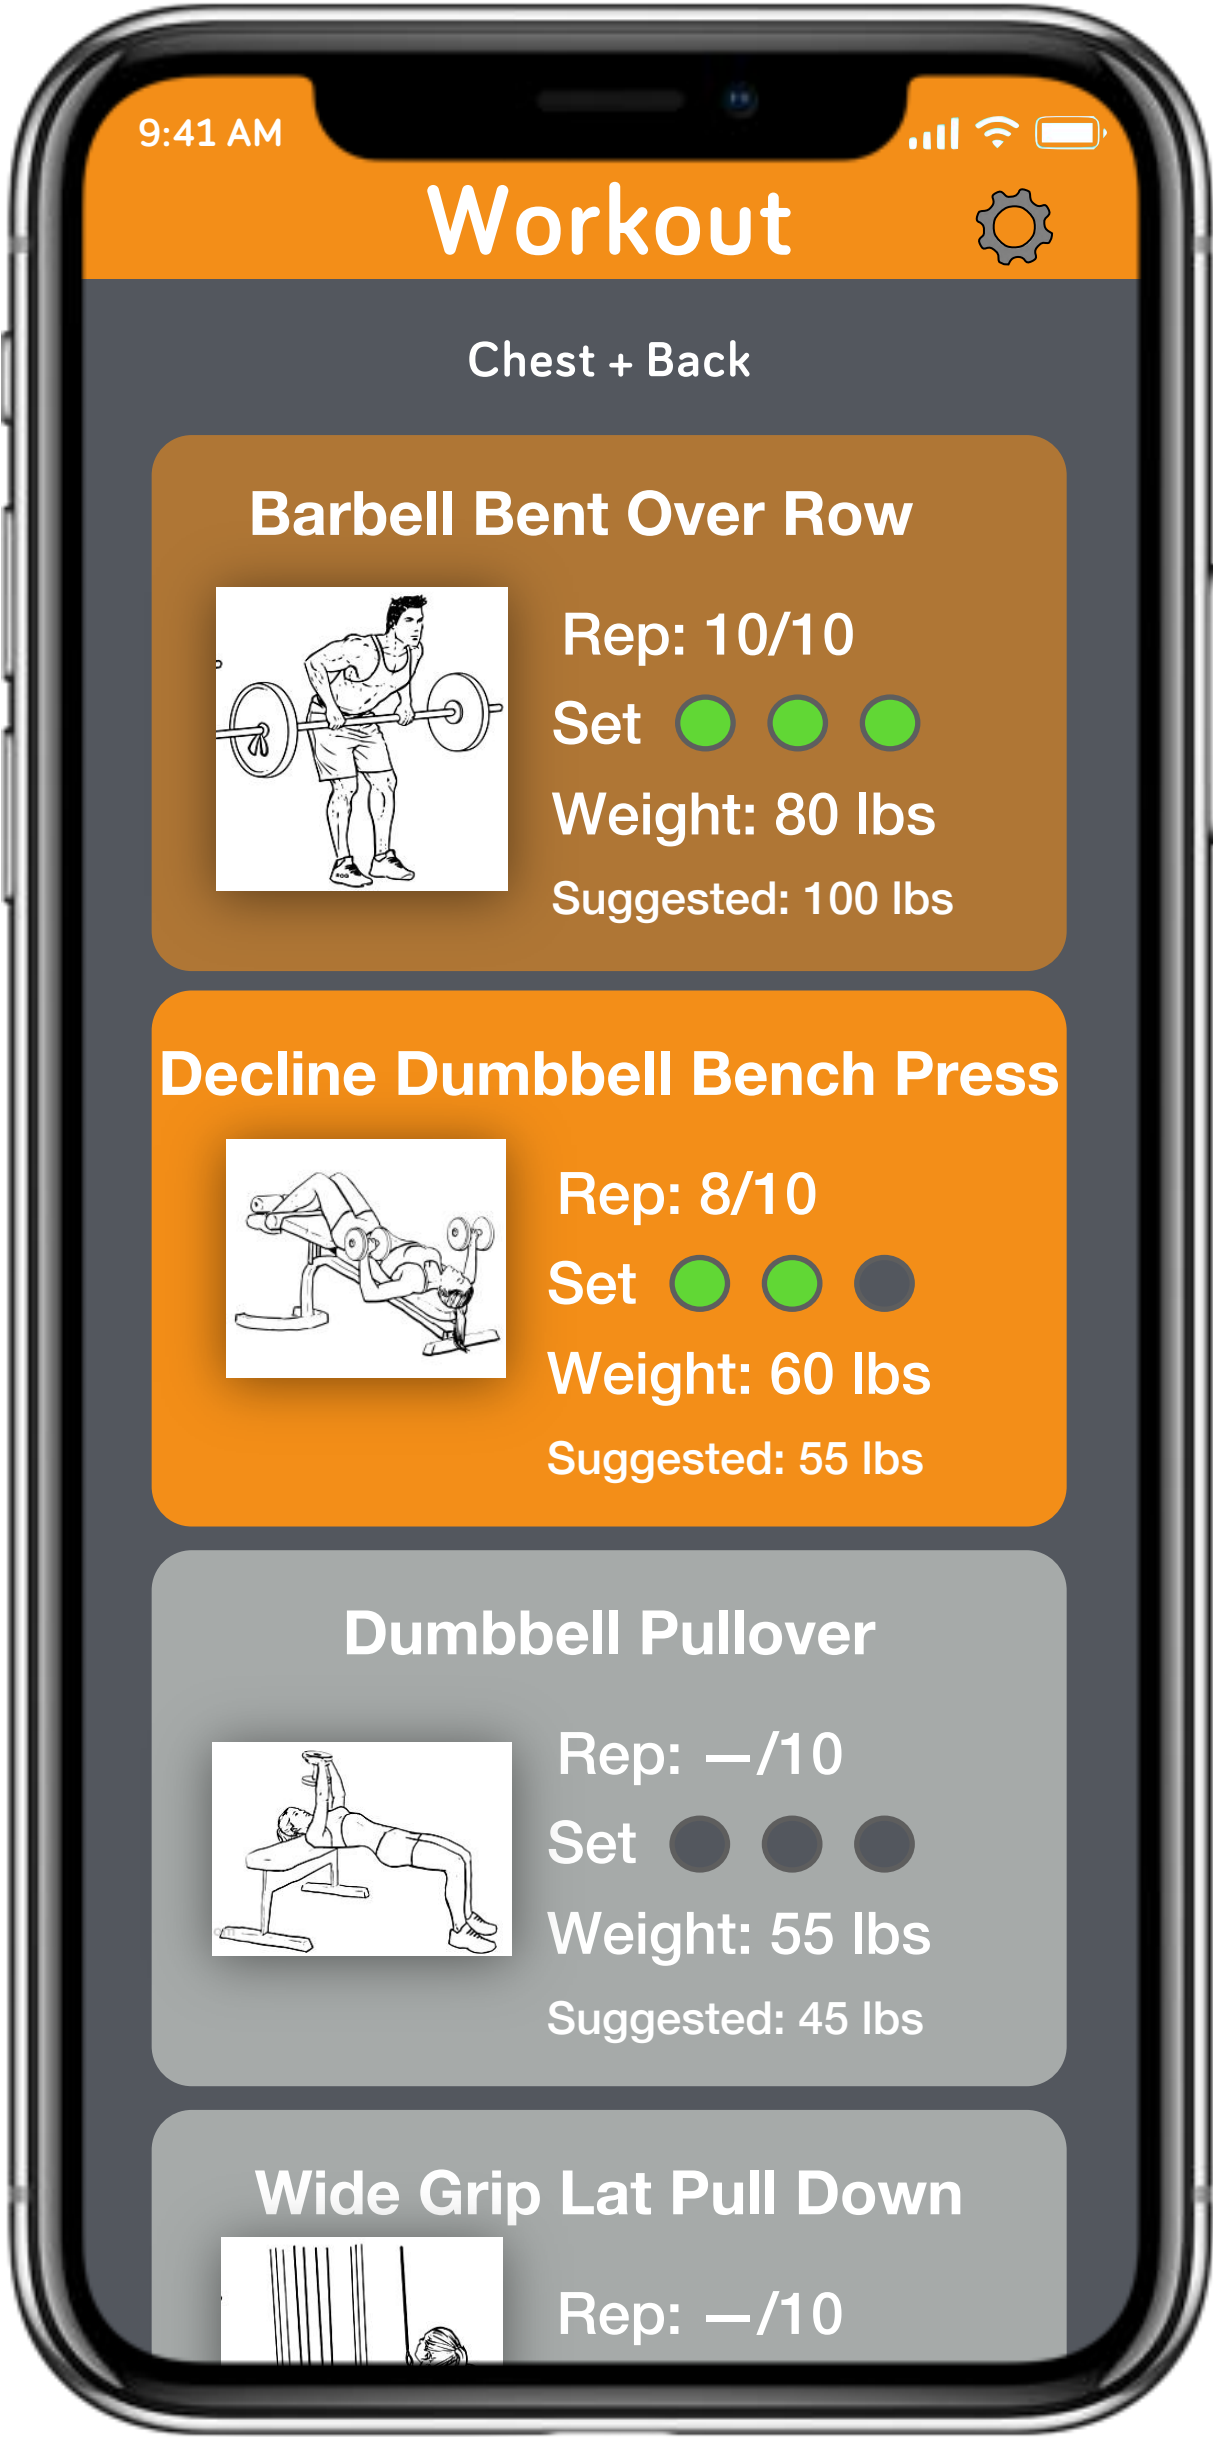 9:41 AM
Workout
Chest + Back
Barbell Bent Over Row
Rep: 10/10
Set
Weight: 80 lbs
Suggested: 100 lbs
Decline Dumbbell Bench Press
Rep: 8/10
Set
Weight: 60 lbs
Suggested: 55 lbs
Dumbbell Pullover
Rep: —/10
Set
Weight: 55 lbs
Suggested: 45 lbs
Wide Grip Lat Pull Down
Rep: —/10